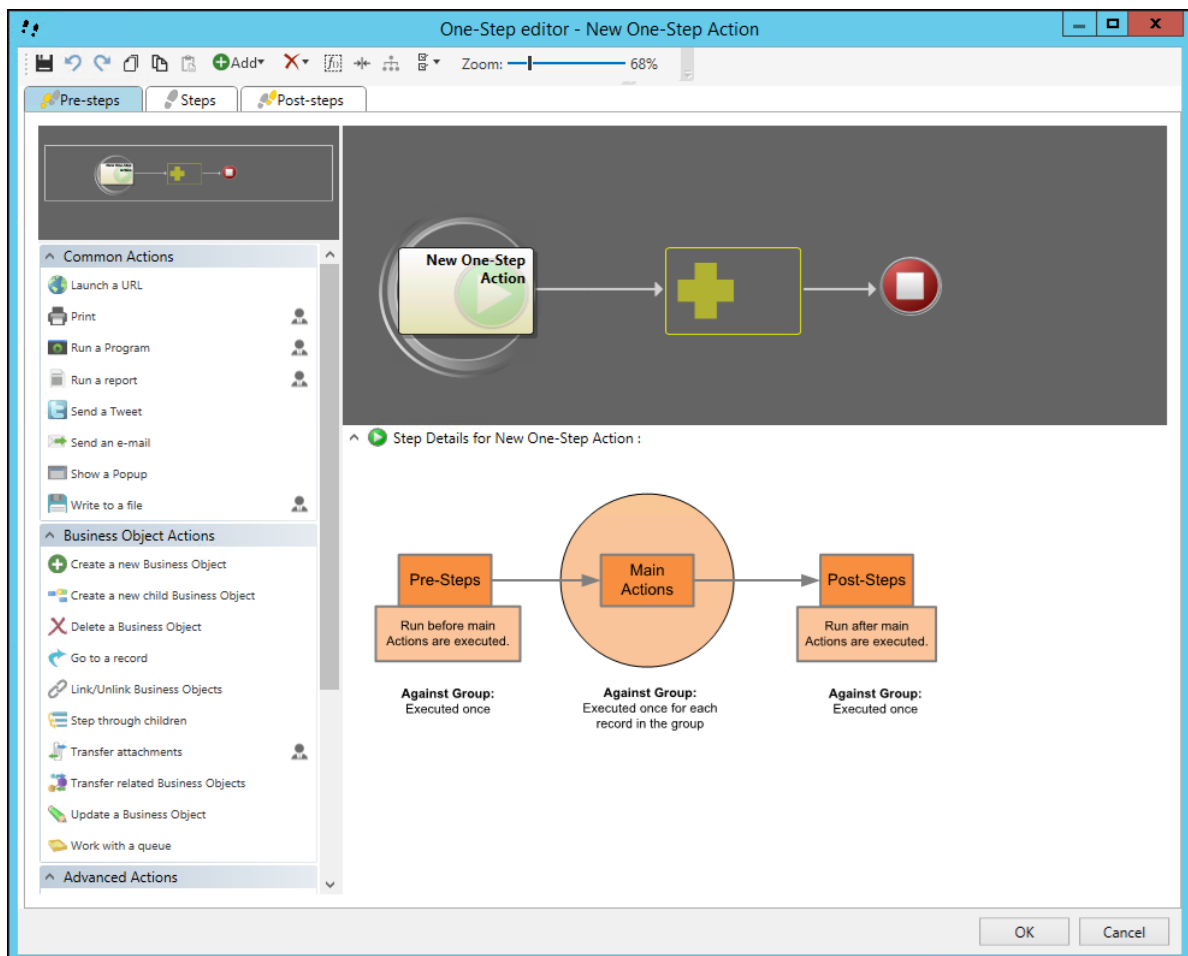 One-Step editor - New One-Step Action
Add
Zoom:
68%
Pre-steps
Steps
Post-steps
Common Actions
Launch a URL
Print
Run a Program
Run a report
Send a Tweet
Send an e-mail
Show a Popup
Write to a file
Business Object Actions
Create a new Business Object
Create a new child Business Object
Delete a Business Object
Go to a record
Link/Unlink Business Objects
Step through children
Transfer attachments
Transfer related Business Objects
Update a Business Object
Work with a queue
Advanced Actions
New One-Step
Action
Step Details for New One-Step Action :
Pre-Steps
Run before main
Actions are executed.
Against Group:
Executed once
Main
Actions
Against Group:
Executed once for each
record in the group
Post-Steps
Run after main
Actions are executed.
Against Group:
Executed once
OK
Cancel